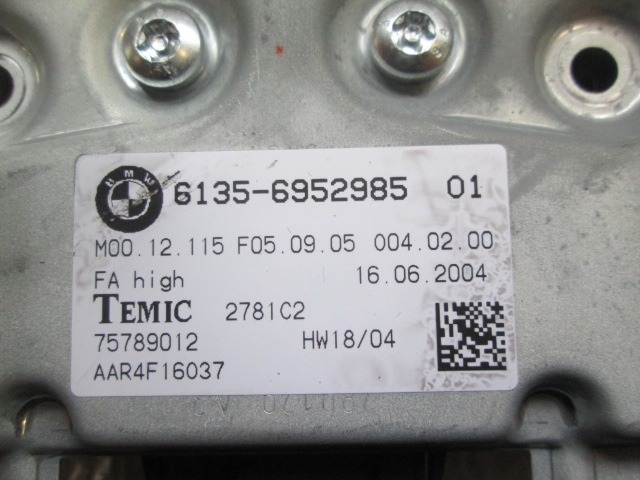 BMW
6135-6952985 01
M00.12.115 F05.09.05 004.02.00
FA high 16.06.2004
TEMIC 2781C2
75789012 HW18/04
AAR4F16037